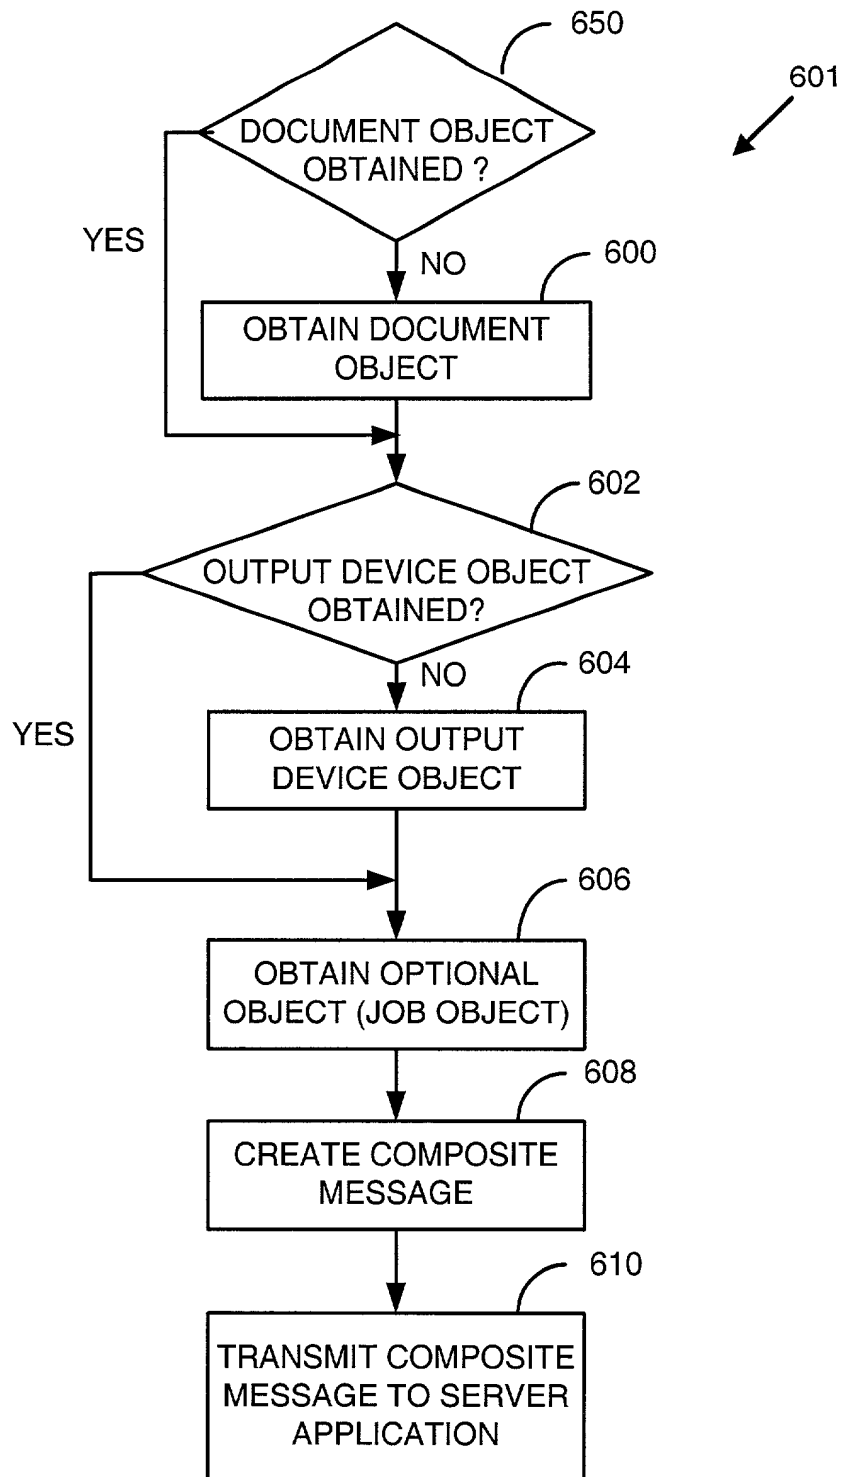 650
601
DOCUMENT OBJECT
OBTAINED ?
YES
NO
600
OBTAIN DOCUMENT
OBJECT
602
OUTPUT DEVICE OBJECT
OBTAINED?
NO
604
YES
OBTAIN OUTPUT
DEVICE OBJECT
606
OBTAIN OPTIONAL
OBJECT (JOB OBJECT)
608
CREATE COMPOSITE
MESSAGE
610
TRANSMIT COMPOSITE
MESSAGE TO SERVER
APPLICATION